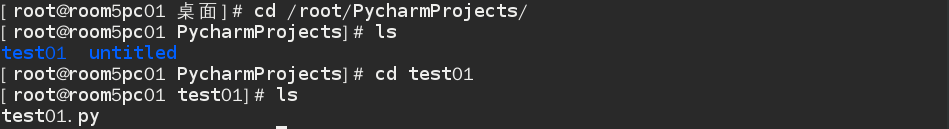 [root@room5pc01 桌面]# cd /root/PycharmProjects/
[root@room5pc01 PycharmProjects]# ls
test01  untitled
[root@room5pc01 PycharmProjects]# cd test01
[root@room5pc01 test01]# ls
test01.py